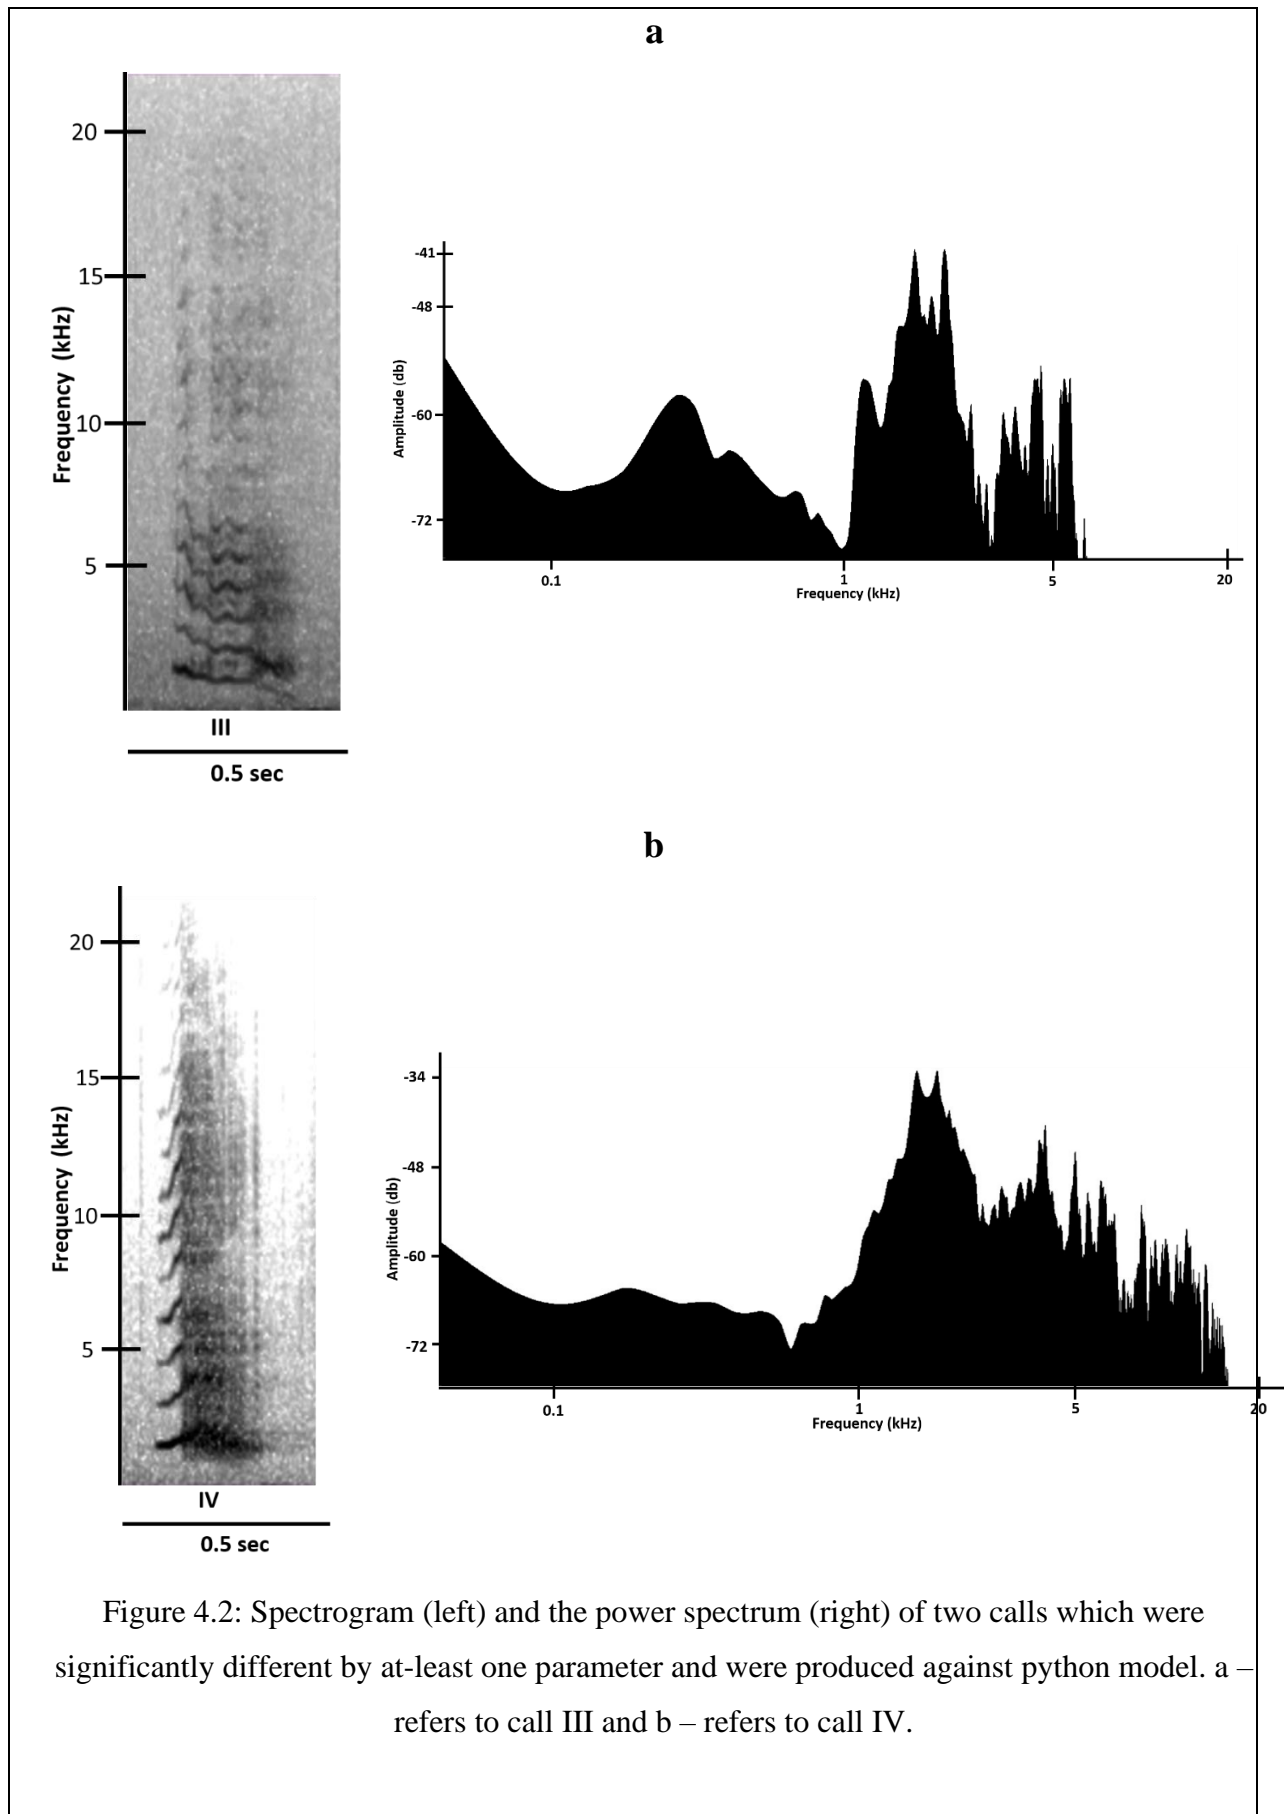 a
20
15
10
5
Frequency (kHz)
III
0.5 sec
-41
-48
-60
-72
Amplitude (db)
0.1
1
5
20
Frequency (kHz)
b
20
15
10
5
Frequency (kHz)
IV
0.5 sec
-34
-48
-60
-72
Amplitude (db)
0.1
1
5
20
Frequency (kHz)
Figure 4.2: Spectrogram (left) and the power spectrum (right) of two calls which were
significantly different by at-least one parameter and were produced against python model. a –
refers to call III and b – refers to call IV.